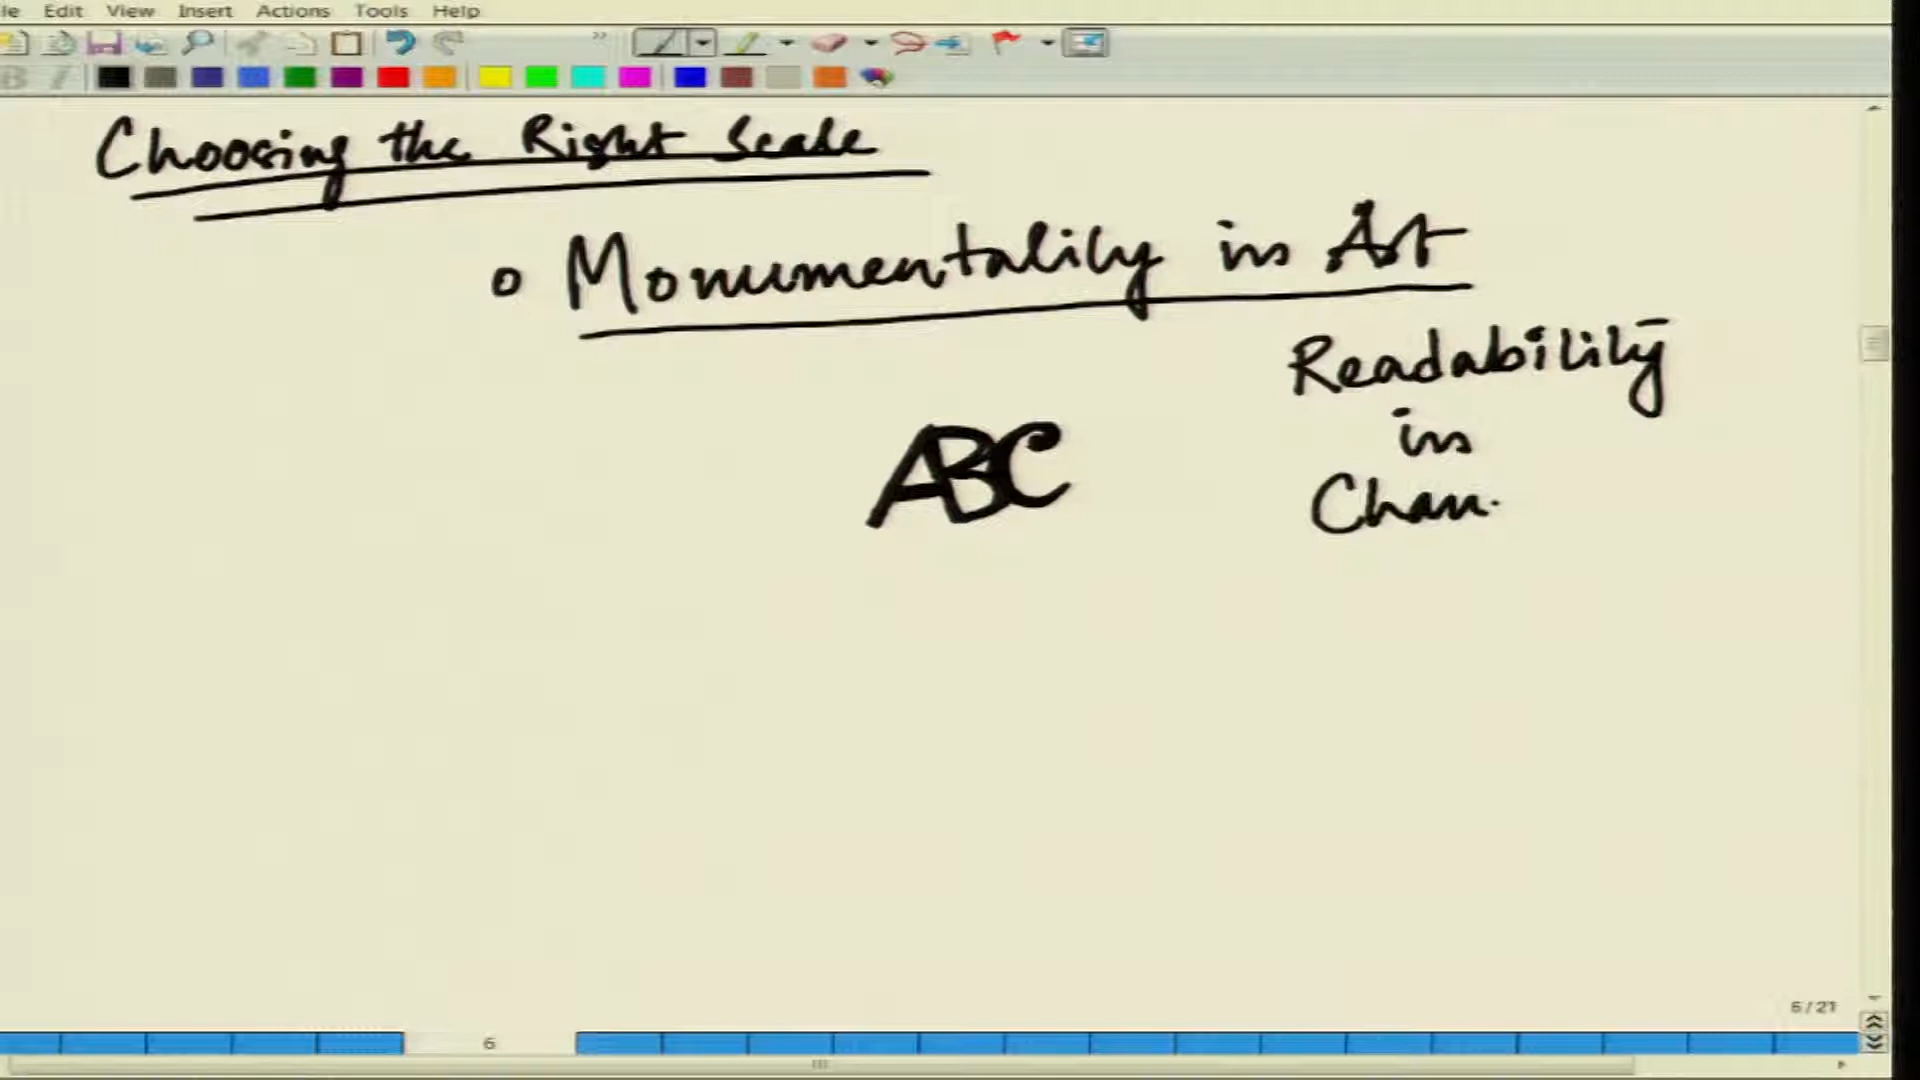 le Edit View Insert Actions Tools Help
B I
Choosing the Right Scale
o Monumentality in Art
Readability
in
ABC
Chan.
6/21
6